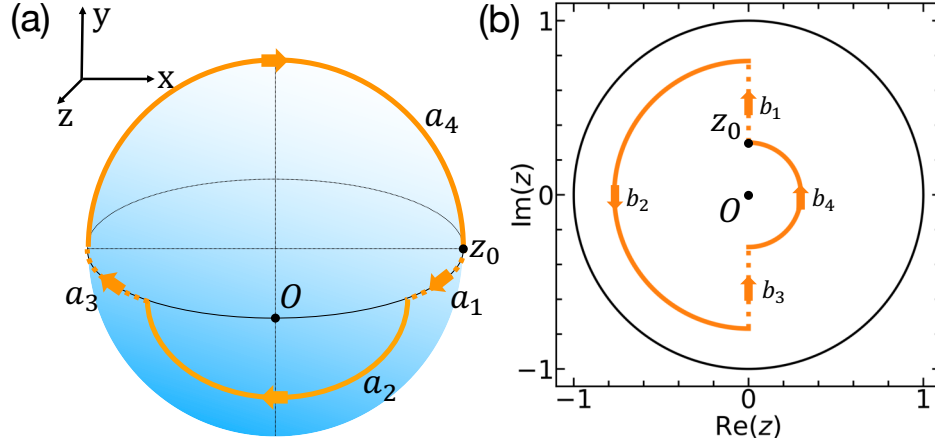 (a)
y
x
z
a₄
z₀
a₃
O
a₁
a₂
(b)
1
0
−1
Im(z)
b₁
z₀
b₂
O
b₄
b₃
−1
0
1
Re(z)